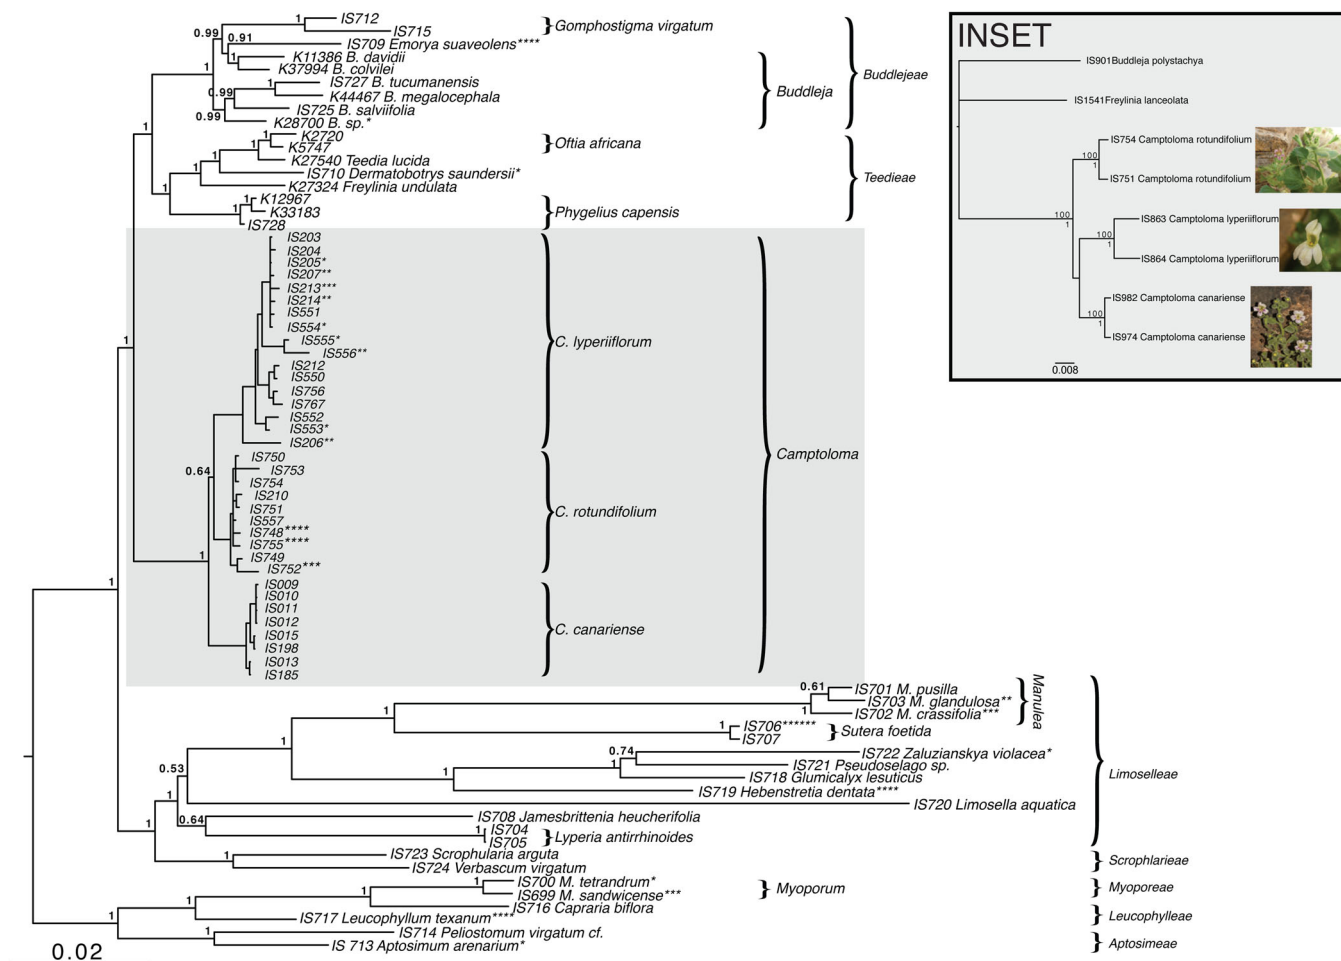 1
IS712
IS715
Gomphostigma virgatum
0.99
0.91
IS709 Emorya suaveolens****
1
K11386 B. davidii
K37994 B. colvilei
Buddlejeae
1
1
IS727 B. tucumanensis
0.99
K44467 B. megalocephala
Buddleja
IS725 B. salviifolia
0.99
K28700 B. sp.*
1
1
K2720
K5747
Oftia africana
1
1
K27540 Teedia lucida
IS710 Dermatobotrys saundersii*
Teedieae
1
K27324 Freylinia undulata
1
K12967
1
K33183
Phygelius capensis
IS728
IS203
IS204
IS205*
IS207**
IS213***
IS214**
IS551
IS554*
1
IS555*
C. lyperiiflorum
IS556**
IS212
IS550
IS756
IS767
IS552
IS553*
IS206**
Camptoloma
IS750
0.64
IS753
IS754
IS210
IS751
C. rotundifolium
IS557
IS748****
IS755****
1
IS749
IS752***
1
IS009
IS010
IS011
IS012
C. canariense
IS015
IS198
IS013
IS185
0.61
IS701 M. pusilla
IS703 M. glandulosa**
Manulea
1
1
IS702 M. crassifolia***
1
IS706******
Sutera foetida
IS707
1
0.74
IS722 Zaluzianskya violacea*
0.53
1
1
IS721 Pseudoselago sp.
IS718 Glumicalyx lesuticus
Limoselleae
IS719 Hebenstretia dentata****
1
IS720 Limosella aquatica
0.64
IS708 Jamesbrittenia heucherifolia
1
1
IS704
IS705
Lyperia antirrhinoides
1
IS723 Scrophularia arguta
Scrophlarieae
IS724 Verbascum virgatum
1
IS700 M. tetrandrum*
Myoporum
Myoporeae
1
IS699 M. sandwicense***
1
IS716 Capraria biflora
1
IS717 Leucophyllum texanum****
Leucophylleae
1
IS714 Peliostomum virgatum cf.
IS 713 Aptosimum arenarium*
Aptosimeae
0.02
INSET
IS901Buddleja polystachya
IS1541Freylinia lanceolata
IS754 Camptoloma rotundifolium
100
1
IS751 Camptoloma rotundifolium
100
1
IS863 Camptoloma lyperiiflorum
100
1
IS864 Camptoloma lyperiiflorum
IS982 Camptoloma canariense
100
1
IS974 Camptoloma canariense
0.008